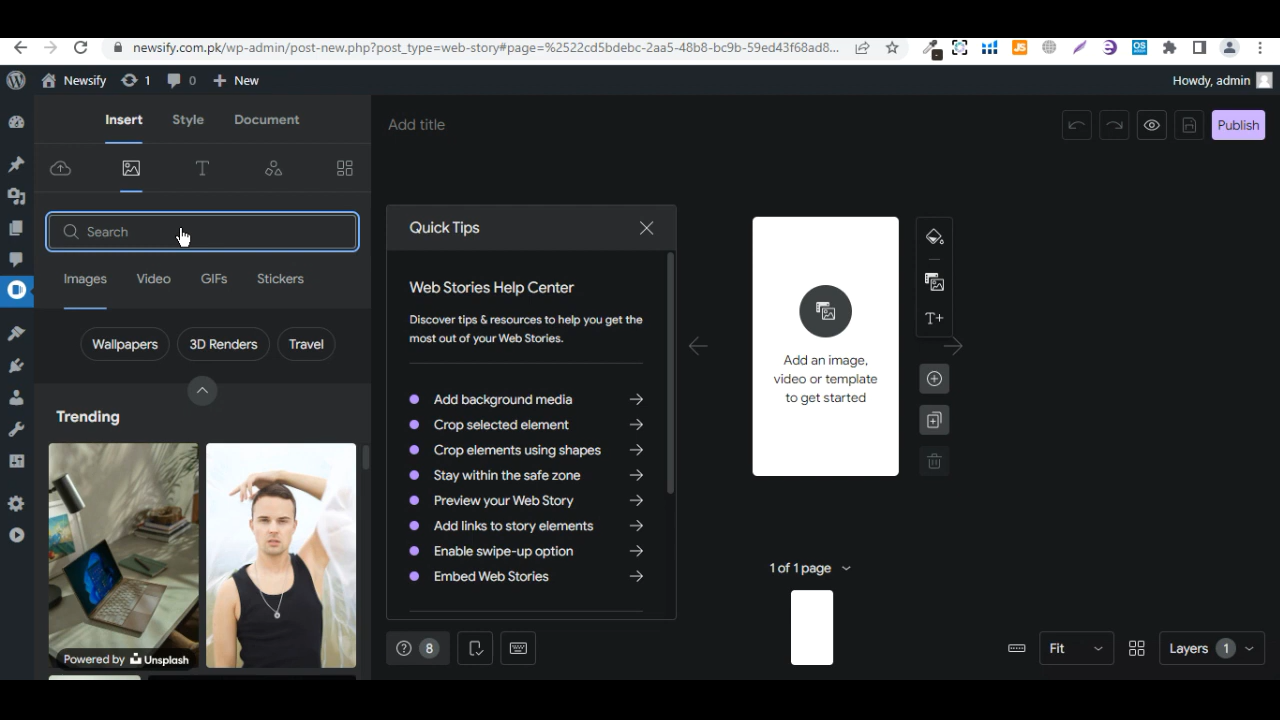 newsify.com.pk/wp-admin/post-new.php?post_type=web-story#page=%2522cd5bdebc-2aa5-48b8-bc9b-59ed43f68ad8...
JS
OS
Newsify 1 0 New
Howdy, admin
Insert Style Document
Add title
Publish
Search
Images Video GIFs Stickers
Wallpapers 3D Renders Travel
Trending
Powered by Unsplash
Quick Tips
Web Stories Help Center
Discover tips & resources to help you get the
most out of your Web Stories.
Add background media
Crop selected element
Crop elements using shapes
Stay within the safe zone
Preview your Web Story
Add links to story elements
Enable swipe-up option
Embed Web Stories
8
Add an image,
video or template
to get started
T+
1 of 1 page
Fit
Layers 1